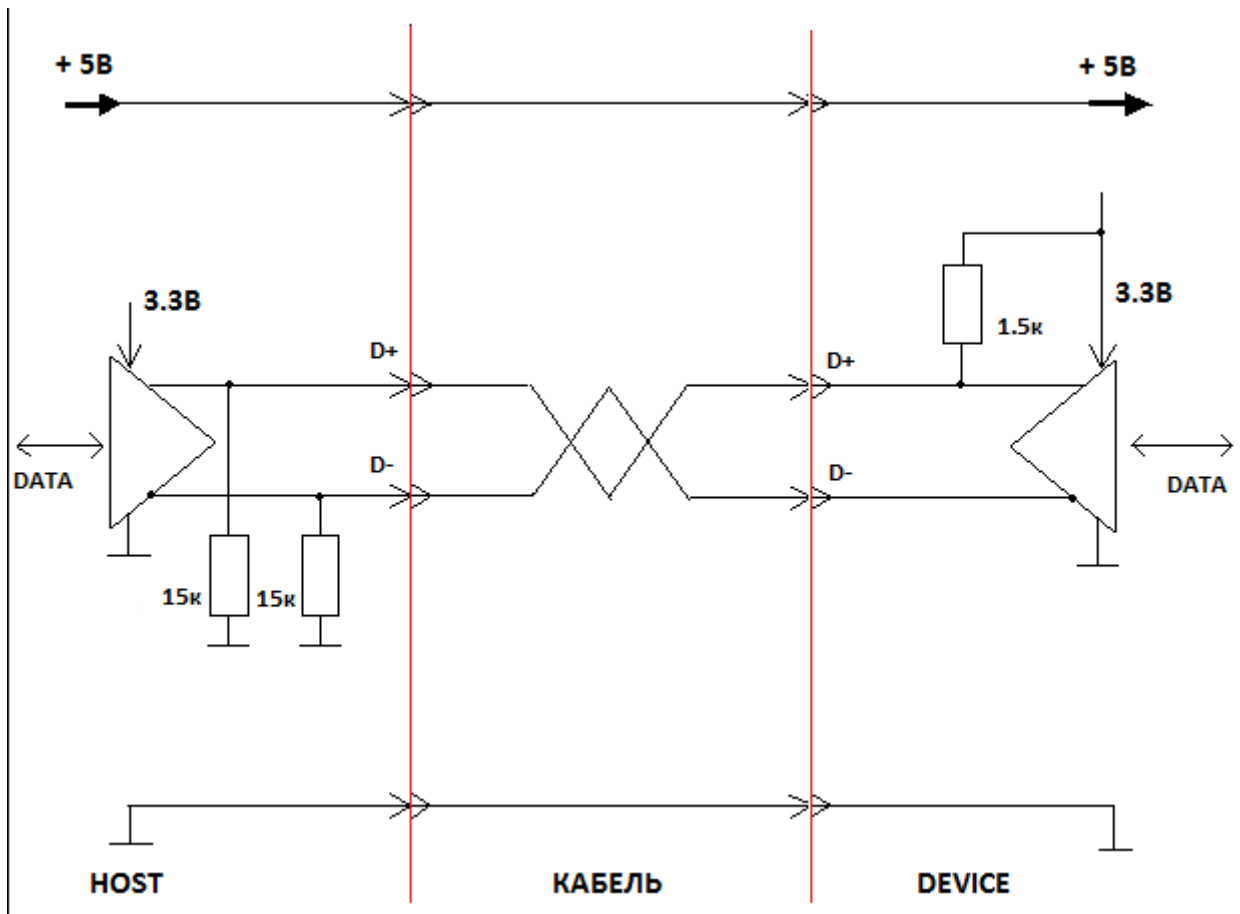 + 5В
+ 5В
3.3В
3.3В
1.5к
D+
D+
D-
D-
DATA
DATA
15к
15к
HOST
КАБЕЛЬ
DEVICE